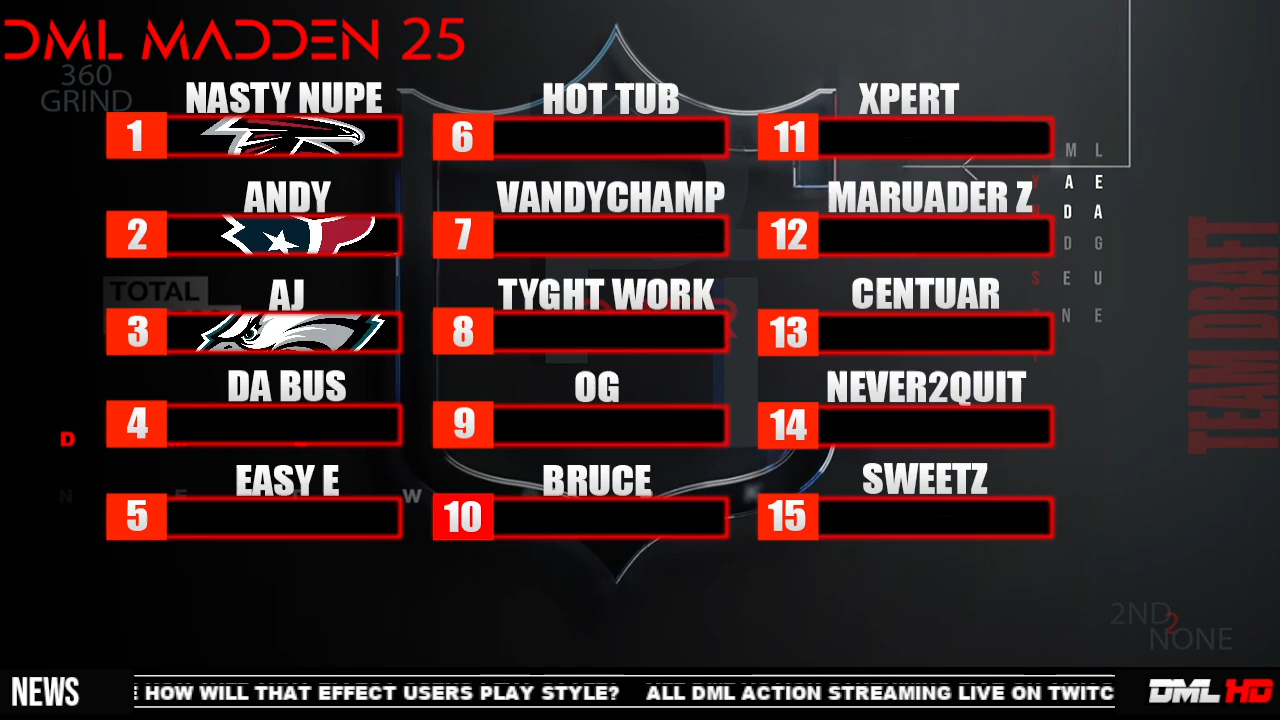 DML MADDEN 25
360
GRIND
NASTY NUPE
1
ANDY
2
TOTAL
AJ
3
DA BUS
4
EASY E
5
HOT TUB
6
VANDYCHAMP
7
TYGHT WORK
8
OG
9
BRUCE
10
XPERT
11
MARUADER Z
12
CENTUAR
13
NEVER2QUIT
14
SWEETZ
15
M L
Y A E
D A
D G
S E U
N E
TEAM DRAFT
D
N E W K
2ND
2
NONE
NEWS
HOW WILL THAT EFFECT USERS PLAY STYLE? ALL DML ACTION STREAMING LIVE ON TWITC
DML HD